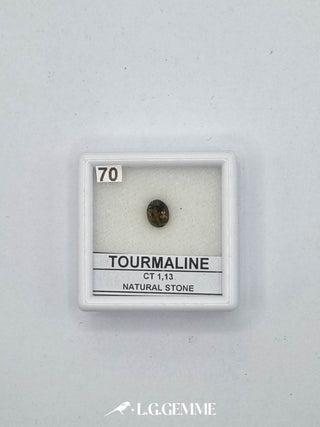 70
TOURMALINE
CT 1,13
NATURAL STONE
L.G.GEMME